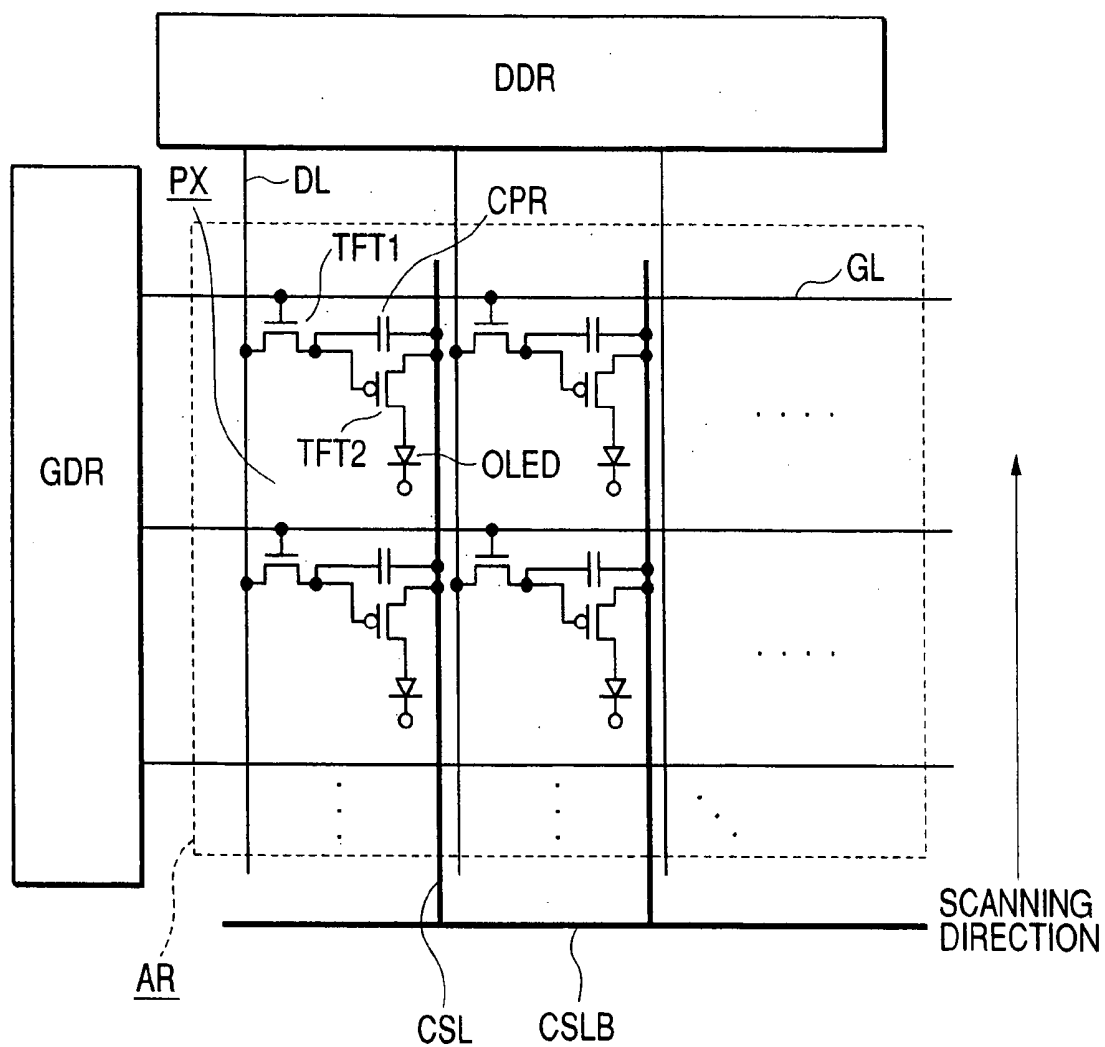 DDR
PX
DL
CPR
TFT1
GL
TFT2
OLED
GDR
SCANNING
DIRECTION
AR
CSL
CSLB